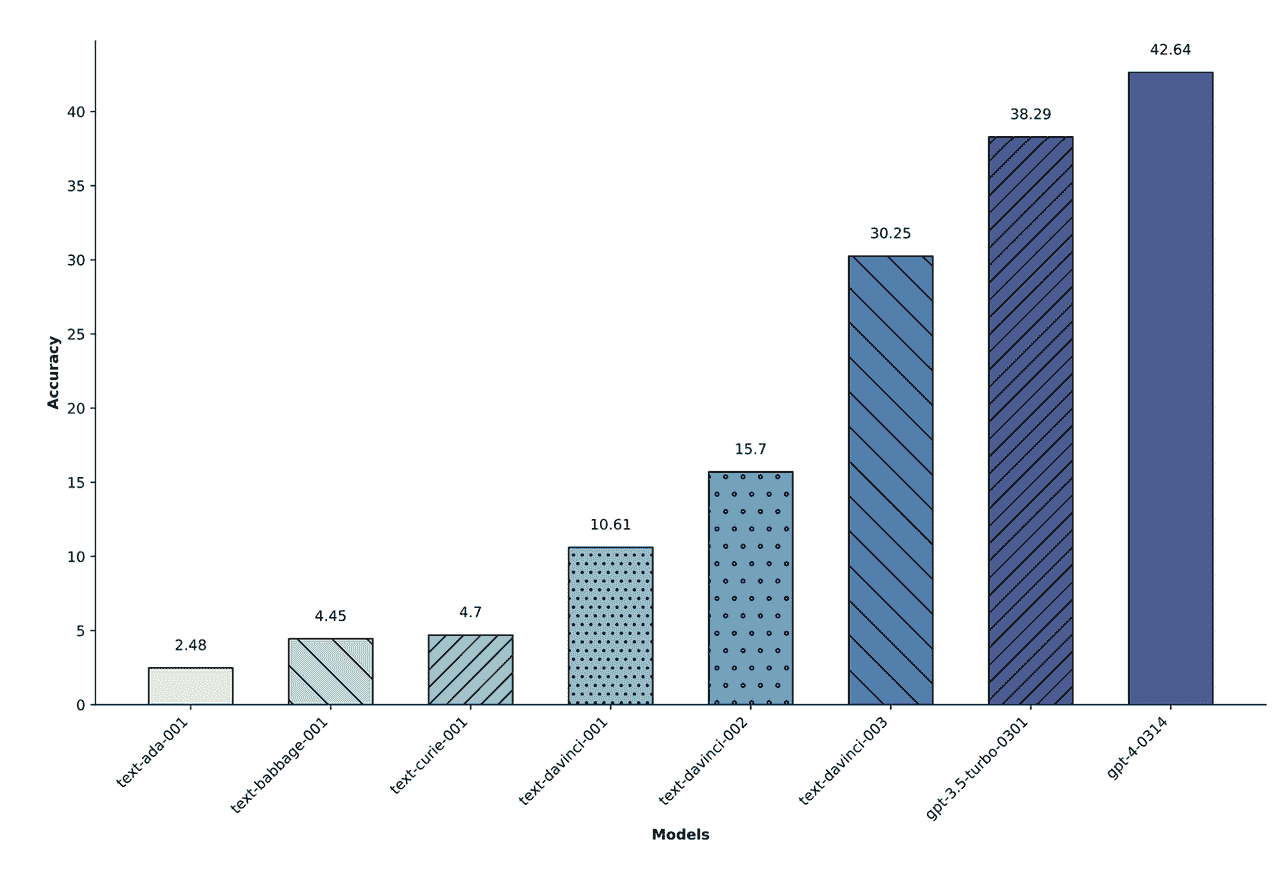 42.64
38.29
30.25
15.7
10.61
4.7
4.45
2.48
40
35
30
25
20
15
10
5
0
Accuracy
text-ada-001
text-babbage-001
text-curie-001
text-davinci-001
text-davinci-002
text-davinci-003
gpt-3.5-turbo-0301
gpt-4-0314
Models